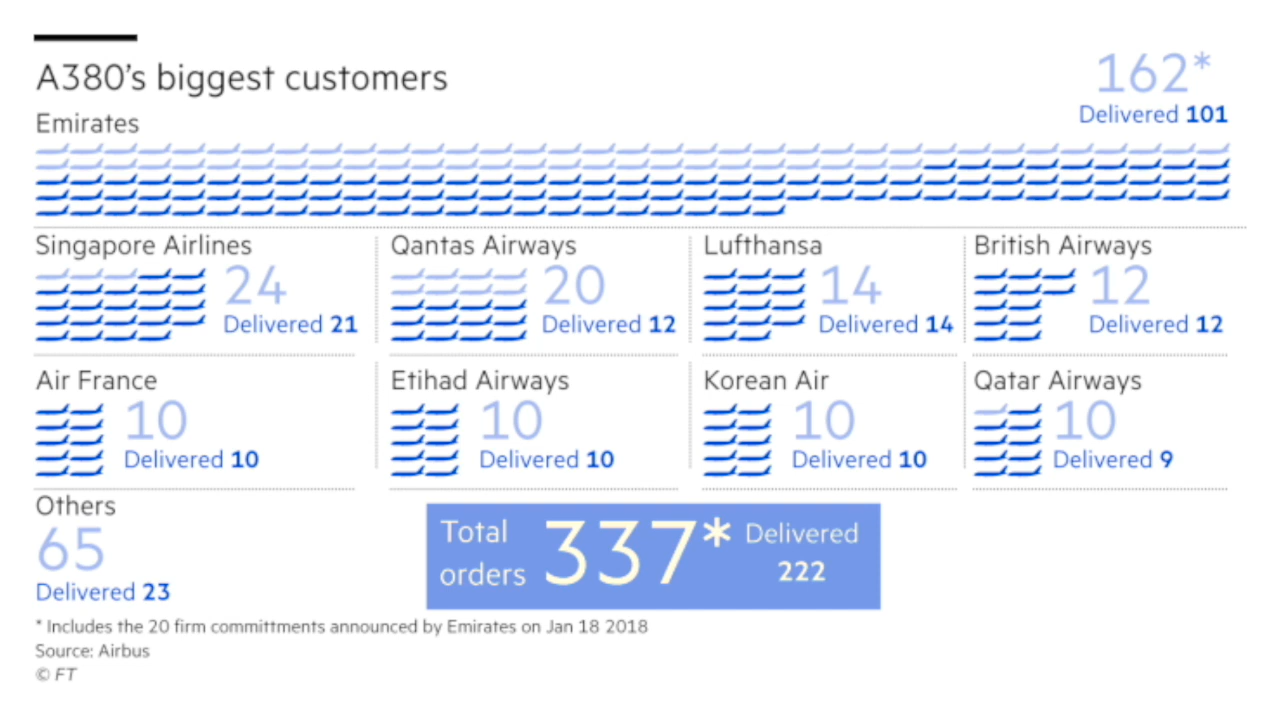 A380's biggest customers
Emirates
162*
Delivered 101
Singapore Airlines
24
Delivered 21
Qantas Airways
20
Delivered 12
Lufthansa
14
Delivered 14
British Airways
12
Delivered 12
Air France
10
Delivered 10
Etihad Airways
10
Delivered 10
Korean Air
10
Delivered 10
Qatar Airways
10
Delivered 9
Others
65
Delivered 23
Total orders
337*
Delivered
222
* Includes the 20 firm committments announced by Emirates on Jan 18 2018
Source: Airbus
© FT